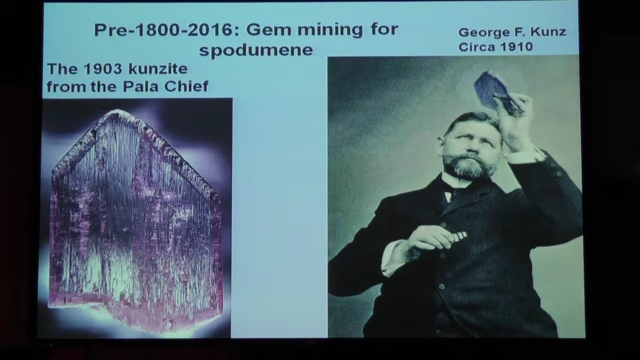 Pre-1800-2016: Gem mining for
spodumene
George F. Kunz
Circa 1910
The 1903 kunzite
from the Pala Chief